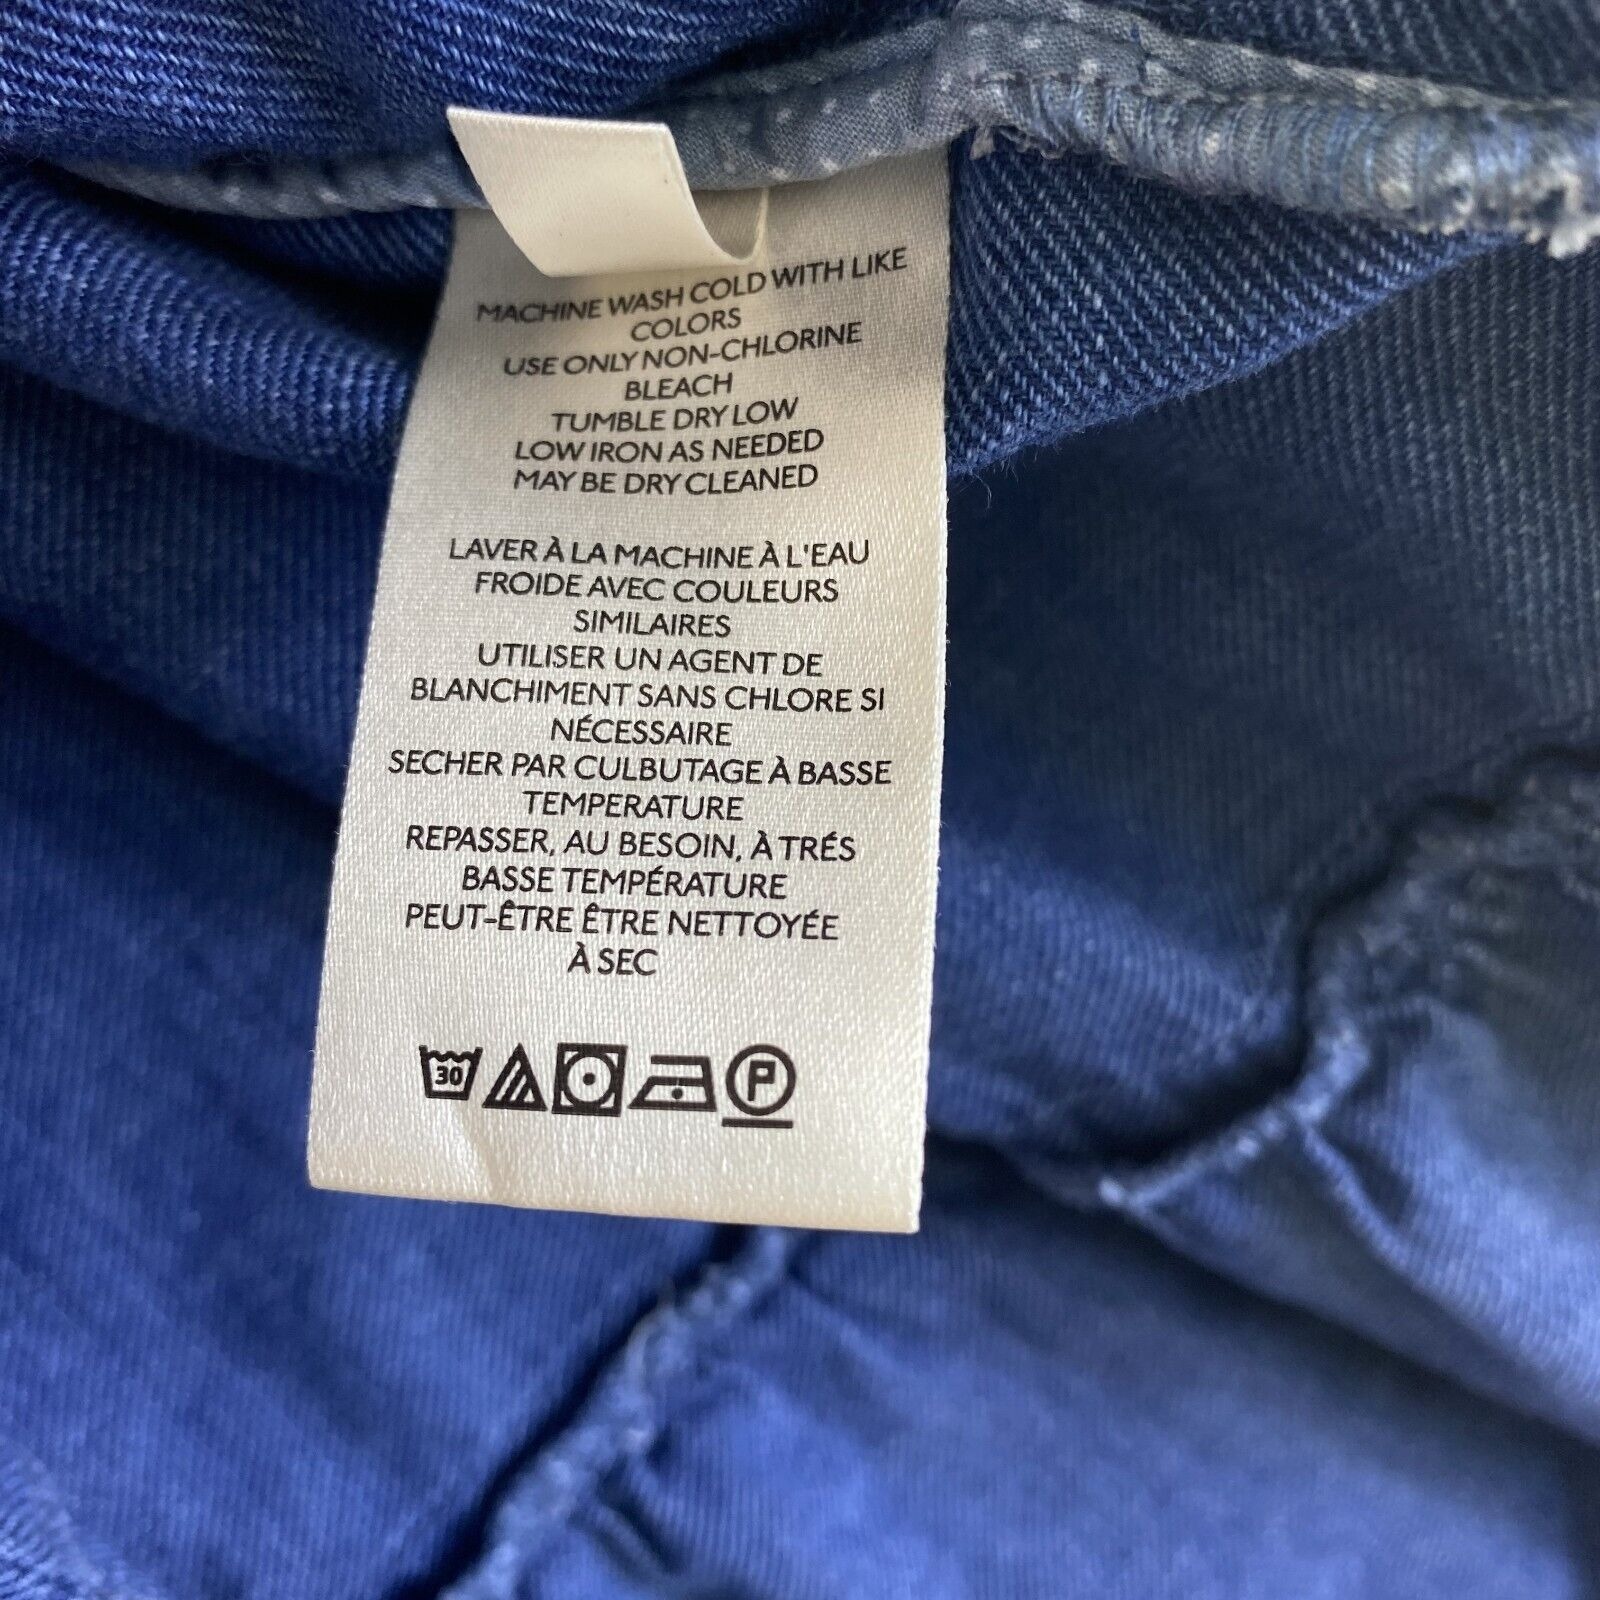 MACHINE WASH COLD WITH LIKE
COLORS
USE ONLY NON-CHLORINE
BLEACH
TUMBLE DRY LOW
LOW IRON AS NEEDED
MAY BE DRY CLEANED
LAVER À LA MACHINE À L'EAU
FROIDE AVEC COULEURS
SIMILAIRES
UTILISER UN AGENT DE
BLANCHIMENT SANS CHLORE SI
NÉCESSAIRE
SECHER PAR CULBUTAGE À BASSE
TEMPERATURE
REPASSER, AU BESOIN, À TRÉS
BASSE TEMPÉRATURE
PEUT-ÊTRE ÊTRE NETTOYÉE
À SEC
30 P